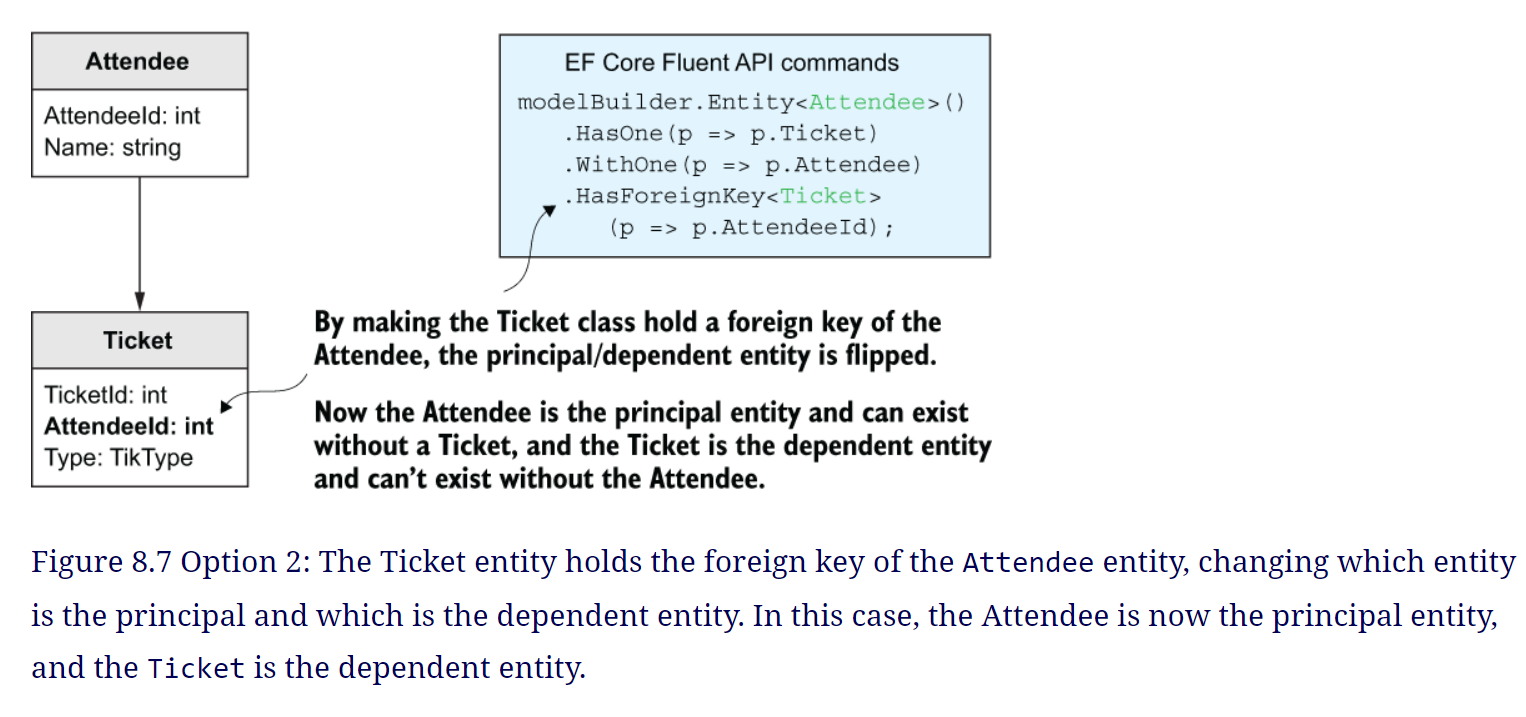 Attendee
AttendeeId: int
Name: string
EF Core Fluent API commands
modelBuilder.Entity<Attendee>()
.HasOne(p => p.Ticket)
.WithOne(p => p.Attendee)
.HasForeignKey<Ticket>
(p => p.AttendeeId);
Ticket
TicketId: int
AttendeeId: int
Type: TikType
By making the Ticket class hold a foreign key of the
Attendee, the principal/dependent entity is flipped.
Now the Attendee is the principal entity and can exist
without a Ticket, and the Ticket is the dependent entity
and can’t exist without the Attendee.
Figure 8.7 Option 2: The Ticket entity holds the foreign key of the Attendee entity, changing which entity
is the principal and which is the dependent entity. In this case, the Attendee is now the principal entity,
and the Ticket is the dependent entity.